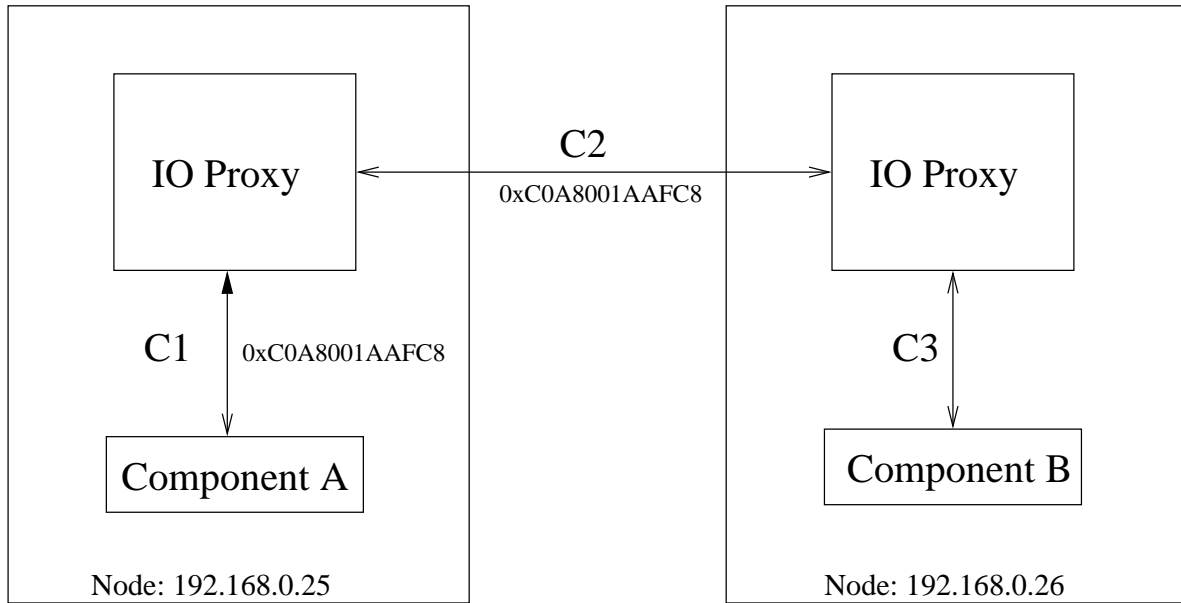 C2
IO Proxy
IO Proxy
0xC0A8001AAFC8
C1
0xC0A8001AAFC8
C3
Component A
Component B
Node: 192.168.0.25
Node: 192.168.0.26